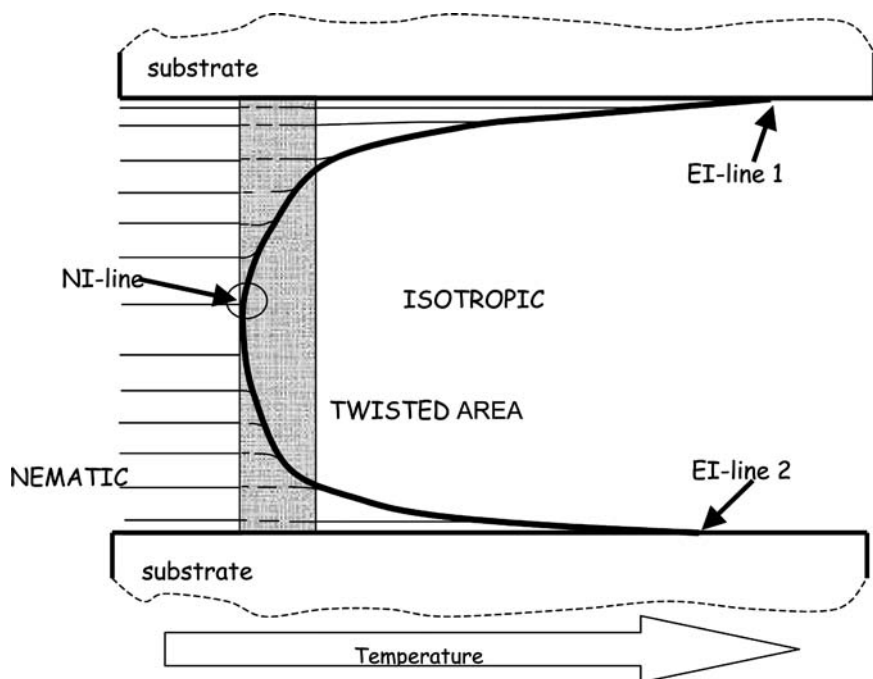 substrate
EI-line 1
NI-line
ISOTROPIC
TWISTED AREA
NEMATIC
EI-line 2
substrate
Temperature